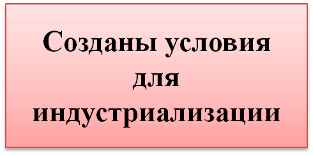 Созданы условия
для
индустриализации